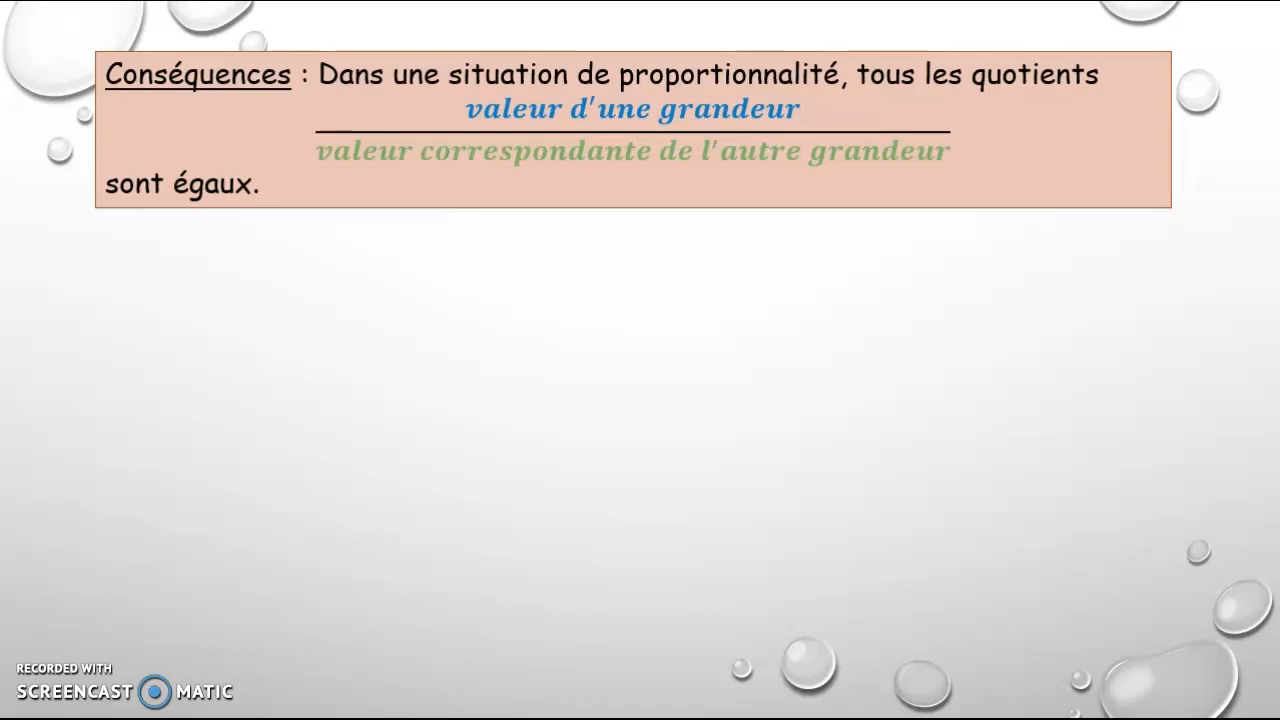 Conséquences : Dans une situation de proportionnalité, tous les quotients
valeur d'une grandeur
valeur correspondante de l'autre grandeur
sont égaux.
RECORDED WITH
SCREENCAST MATIC